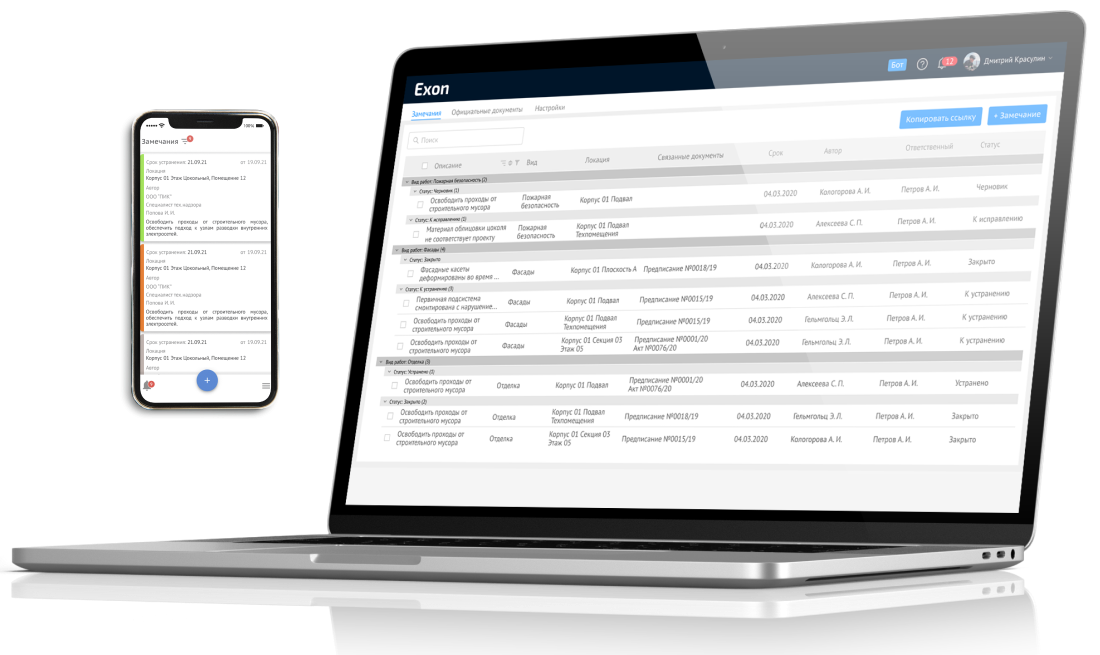 100%
Замечания
6
Срок устранения: 21.09.21 от 19.09.21
Локация
Корпус 01 Этаж Цокольный, Помещение 12
Автор
ООО "ПИК"
Специалист тех.надзора
Попова И. И.
Освободить проходы от строительного мусора,
обеспечить подход к узлам разводки внутренних
электросетей.
Срок устранения: 21.09.21 от 19.09.21
Локация
Корпус 01 Этаж Цокольный, Помещение 12
Автор
ООО "ПИК"
Специалист тех.надзора
Попова И. И.
Освободить проходы от строительного мусора,
обеспечить подход к узлам разводки внутренних
электросетей.
Срок устранения: 21.09.21 от 19.09.21
Локация
Корпус 01 Этаж Цокольный, Помещение 12
Автор
+
Exon
Бот ? 12 Дмитрий Красулин
Замечания Официальные документы Настройки
Поиск
Копировать ссылку + Замечание
Описание Вид Локация Связанные документы Срок Автор Ответственный Статус
Вид работ: Пожарная безопасность (2)
Статус: Черновик (1)
Освободить проходы от
строительного мусора
Пожарная
безопасность
Корпус 01 Подвал
04.03.2020 Кологорова А. И. Петров А. И. Черновик
Статус: К исправлению (1)
Материал облицовки цоколя
не соответствует проекту
Пожарная
безопасность
Корпус 01 Подвал
Техпомещения
04.03.2020 Алексеева С. П. Петров А. И. К исправлению
Вид работ: Фасады (4)
Статус: Закрыто
Фасадные касеты
деформированы во время ...
Фасады Корпус 01 Плоскость А Предписание №0018/19 04.03.2020 Кологорова А. И. Петров А. И. Закрыто
Статус: К устранению (3)
Первичная подсистема
смонтирована с нарушение...
Фасады Корпус 01 Подвал Предписание №0015/19 04.03.2020 Алексеева С. П. Петров А. И. К устранению
Освободить проходы от
строительного мусора
Фасады
Корпус 01 Подвал
Техпомещения
Предписание №0015/19 04.03.2020 Гельмгольц Э. Л. Петров А. И. К устранению
Освободить проходы от
строительного мусора
Фасады
Корпус 01 Секция 03
Этаж 05
Предписание №0001/20
Акт №0076/20
04.03.2020 Гельмгольц Э. Л. Петров А. И. К устранению
Вид работ: Отделка (3)
Статус: Устранено (1)
Освободить проходы от
строительного мусора
Отделка Корпус 01 Подвал
Предписание №0001/20
Акт №0076/20
04.03.2020 Алексеева С. П. Петров А. И. Устранено
Статус: Закрыто (2)
Освободить проходы от
строительного мусора
Отделка
Корпус 01 Подвал
Техпомещения
Предписание №0018/19 04.03.2020 Гельмгольц Э. Л. Петров А. И. Закрыто
Освободить проходы от
строительного мусора
Отделка
Корпус 01 Секция 03
Этаж 05
Предписание №0015/19 04.03.2020 Кологорова А. И. Петров А. И. Закрыто